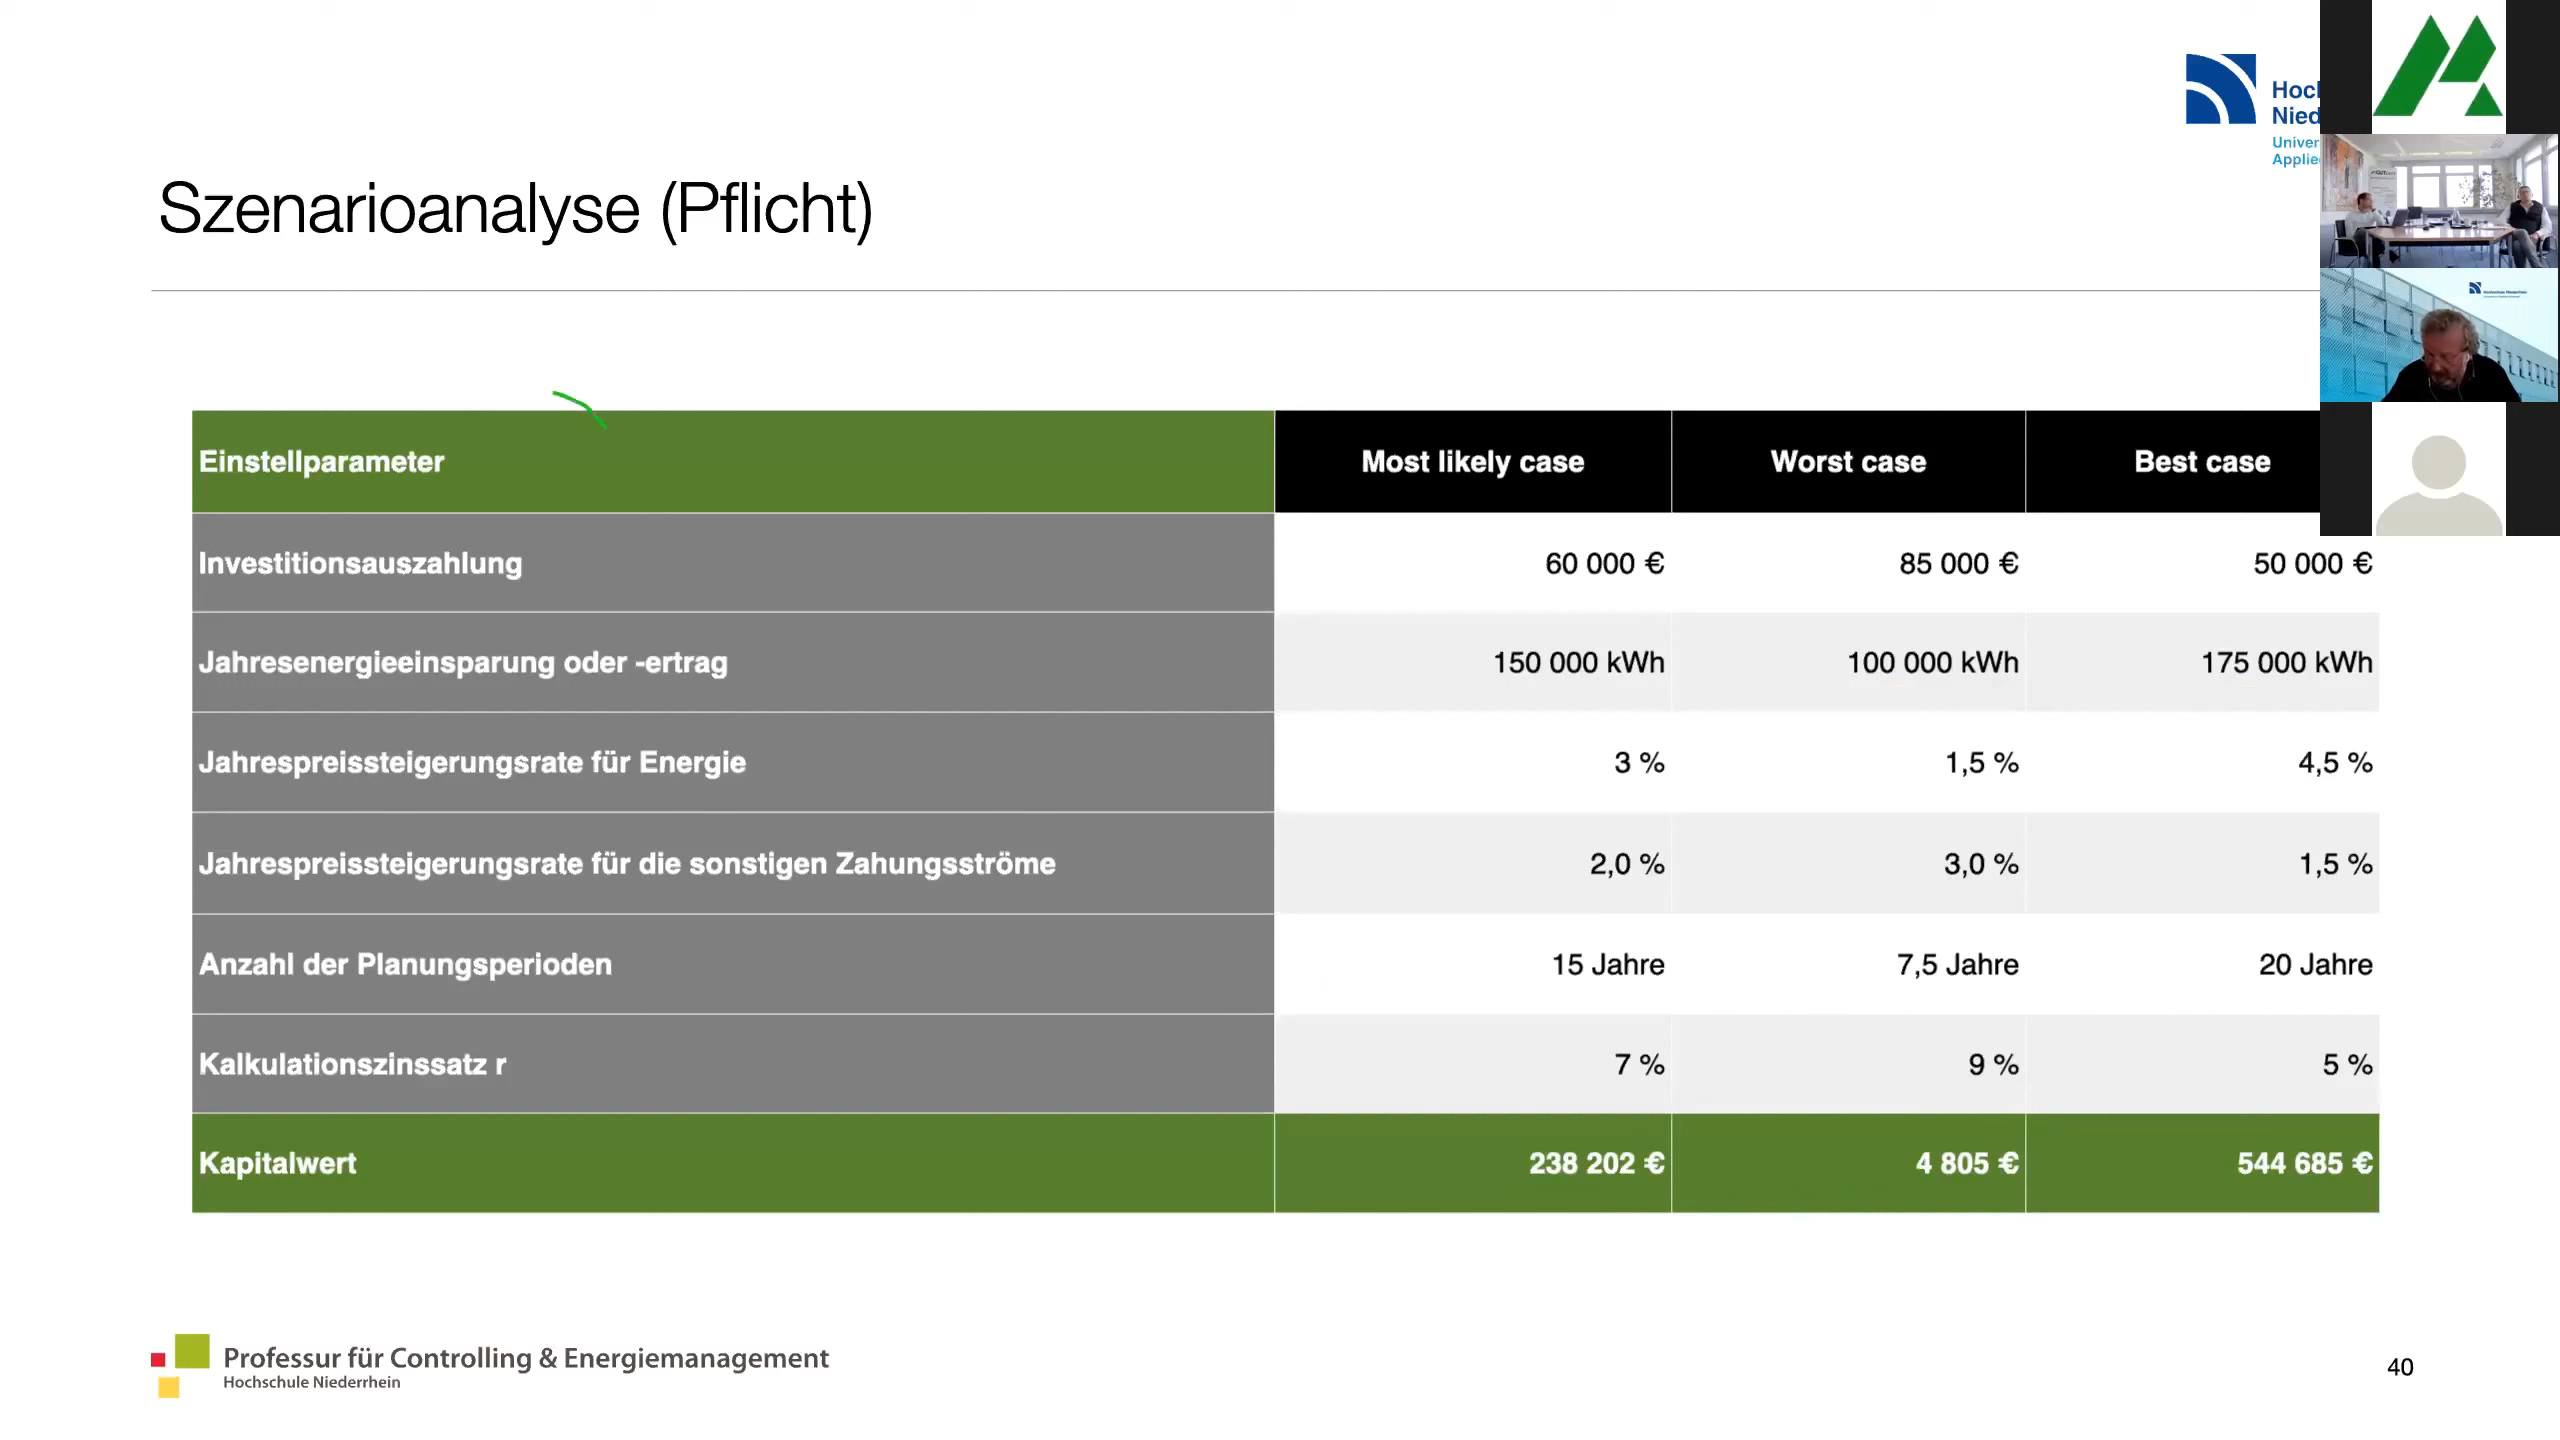 Hoch
Nied
Univer
Applie
Szenarioanalyse (Pflicht)
Einstellparameter Most likely case Worst case Best case
Investitionsauszahlung 60 000 € 85 000 € 50 000 €
Jahresenergieeinsparung oder -ertrag 150 000 kWh 100 000 kWh 175 000 kWh
Jahrespreissteigerungsrate für Energie 3 % 1,5 % 4,5 %
Jahrespreissteigerungsrate für die sonstigen Zahungsströme 2,0 % 3,0 % 1,5 %
Anzahl der Planungsperioden 15 Jahre 7,5 Jahre 20 Jahre
Kalkulationszinssatz r 7 % 9 % 5 %
Kapitalwert 238 202 € 4 805 € 544 685 €
Professur für Controlling & Energiemanagement
Hochschule Niederrhein
40